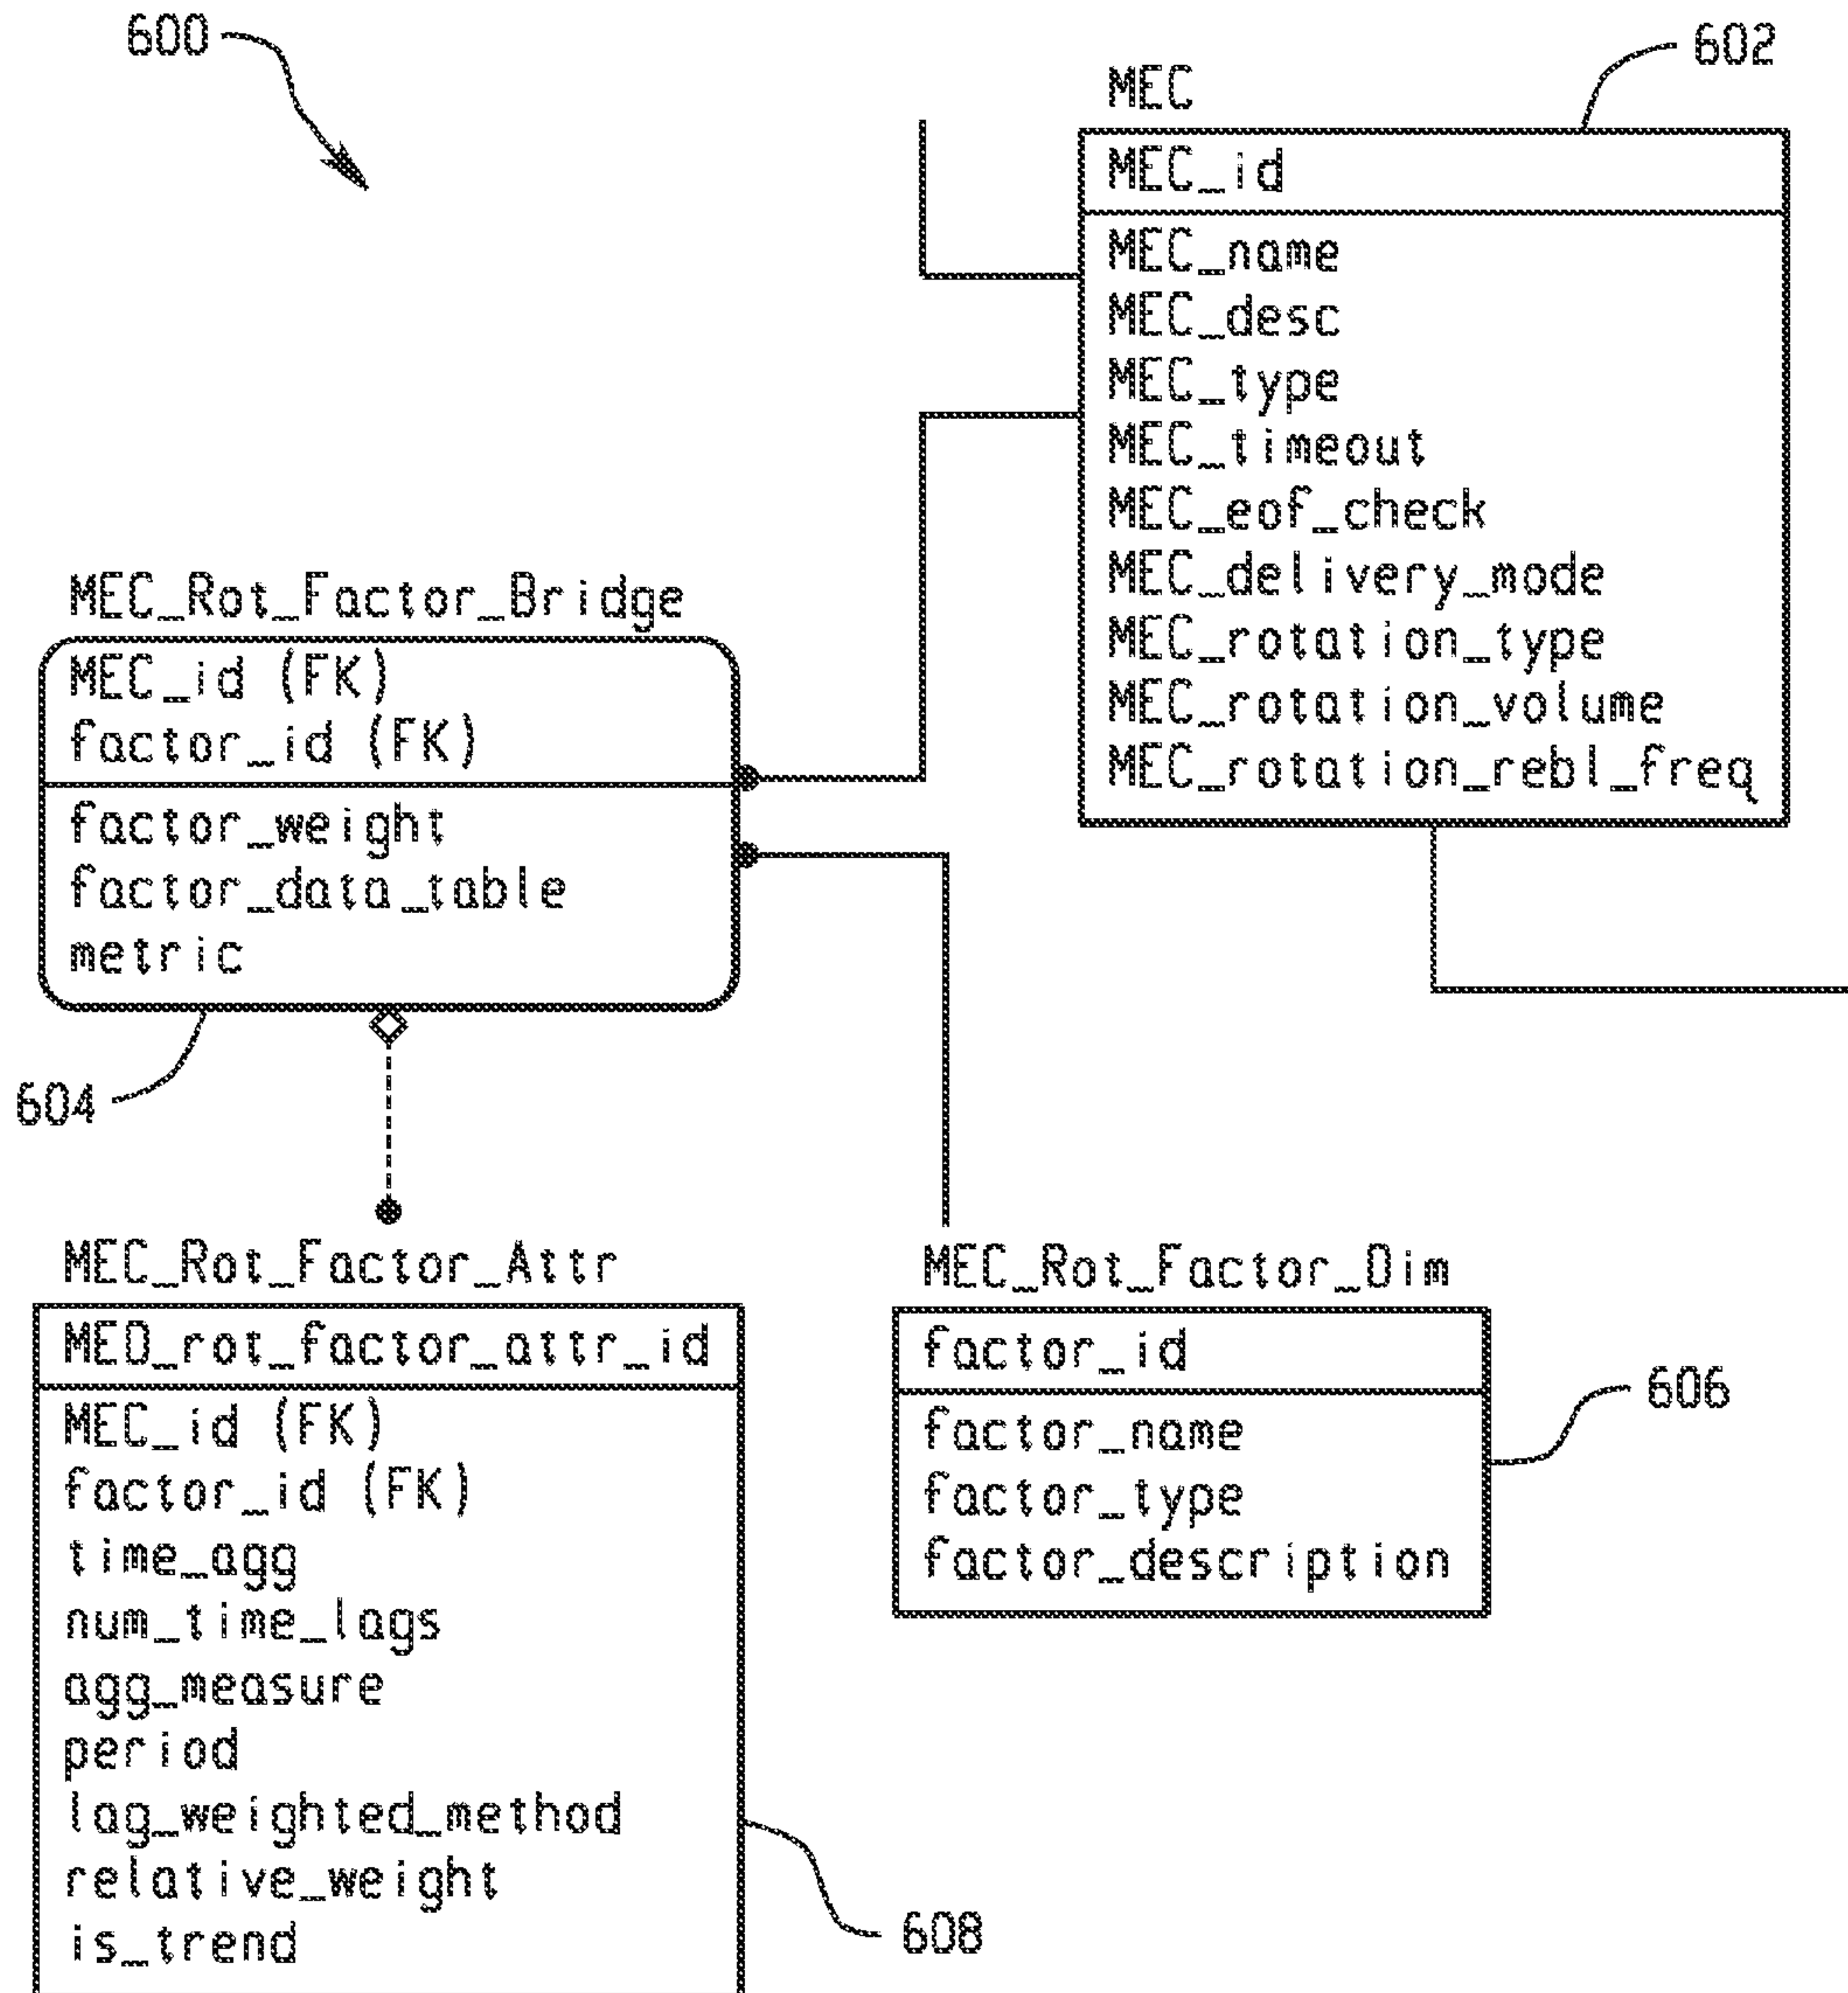 600
602
MEC
MEC_id
MEC_name
MEC_desc
MEC_type
MEC_timeout
MEC_eof_check
MEC_delivery_mode
MEC_rotation_type
MEC_rotation_volume
MEC_rotation_rebl_freq
MEC_Rot_Factor_Bridge
MEC_id (FK)
factor_id (FK)
factor_weight
factor_data_table
metric
604
MEC_Rot_Factor_Attr
MED_rot_factor_attr_id
MEC_id (FK)
factor_id (FK)
time_agg
num_time_lags
agg_measure
period
lag_weighted_method
relative_weight
is_trend
608
MEC_Rot_Factor_Dim
factor_id
factor_name
factor_type
factor_description
606